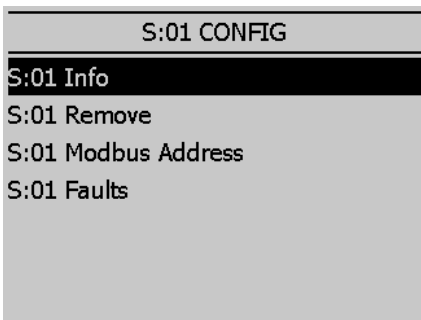 S:01 CONFIG
S:01 Info
S:01 Remove
S:01 Modbus Address
S:01 Faults